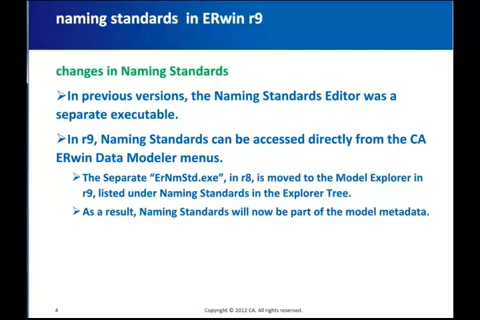 naming standards in ERwin r9
changes in Naming Standards
➢In previous versions, the Naming Standards Editor was a
separate executable.
➢In r9, Naming Standards can be accessed directly from the CA
ERwin Data Modeler menus.
➢The Separate “ErNmStd.exe”, in r8, is moved to the Model Explorer in
r9, listed under Naming Standards in the Explorer Tree.
➢As a result, Naming Standards will now be part of the model metadata.
4
Copyright © 2012 CA. All rights reserved.